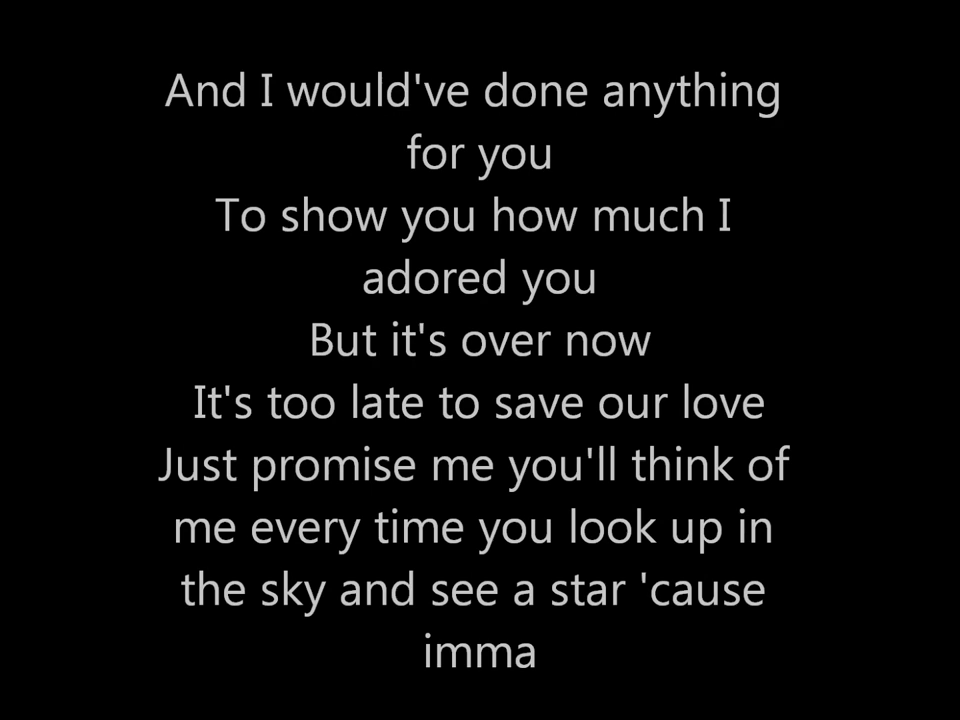 And I would've done anything
for you
To show you how much I
adored you
But it's over now
It's too late to save our love
Just promise me you'll think of
me every time you look up in
the sky and see a star 'cause
imma